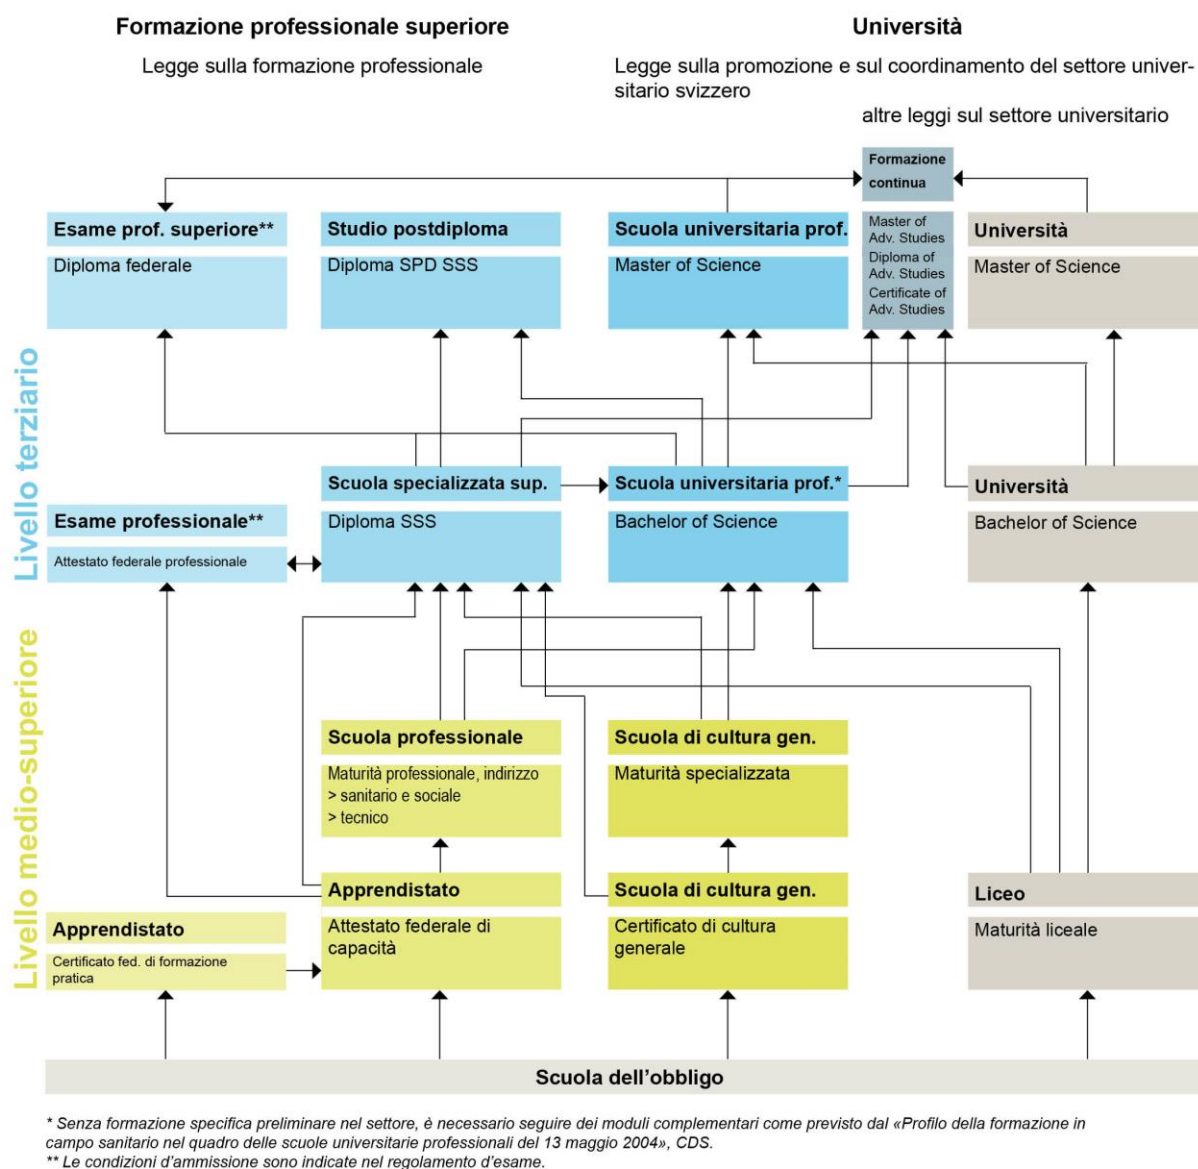 Formazione professionale superiore
Università
Legge sulla formazione professionale
Legge sulla promozione e sul coordinamento del settore univer-
sitario svizzero
altre leggi sul settore universitario
Formazione
continua
Esame prof. superiore**
Studio postdiploma
Scuola universitaria prof.
Master of
Adv. Studies
Diploma of
Adv. Studies
Certificate of
Adv. Studies
Università
Diploma federale
Diploma SPD SSS
Master of Science
Master of Science
Livello terziario
Scuola specializzata sup.
Scuola universitaria prof.*
Università
Esame professionale**
Diploma SSS
Bachelor of Science
Bachelor of Science
Attestato federale professionale
Livello medio-superiore
Scuola professionale
Scuola di cultura gen.
Maturità professionale, indirizzo
> sanitario e sociale
> tecnico
Maturità specializzata
Apprendistato
Scuola di cultura gen.
Liceo
Apprendistato
Attestato federale di
capacità
Certificato di cultura
generale
Maturità liceale
Certificato fed. di formazione
pratica
Scuola dell'obbligo
* Senza formazione specifica preliminare nel settore, è necessario seguire dei moduli complementari come previsto dal «Profilo della formazione in
campo sanitario nel quadro delle scuole universitarie professionali del 13 maggio 2004», CDS.
** Le condizioni d'ammissione sono indicate nel regolamento d'esame.